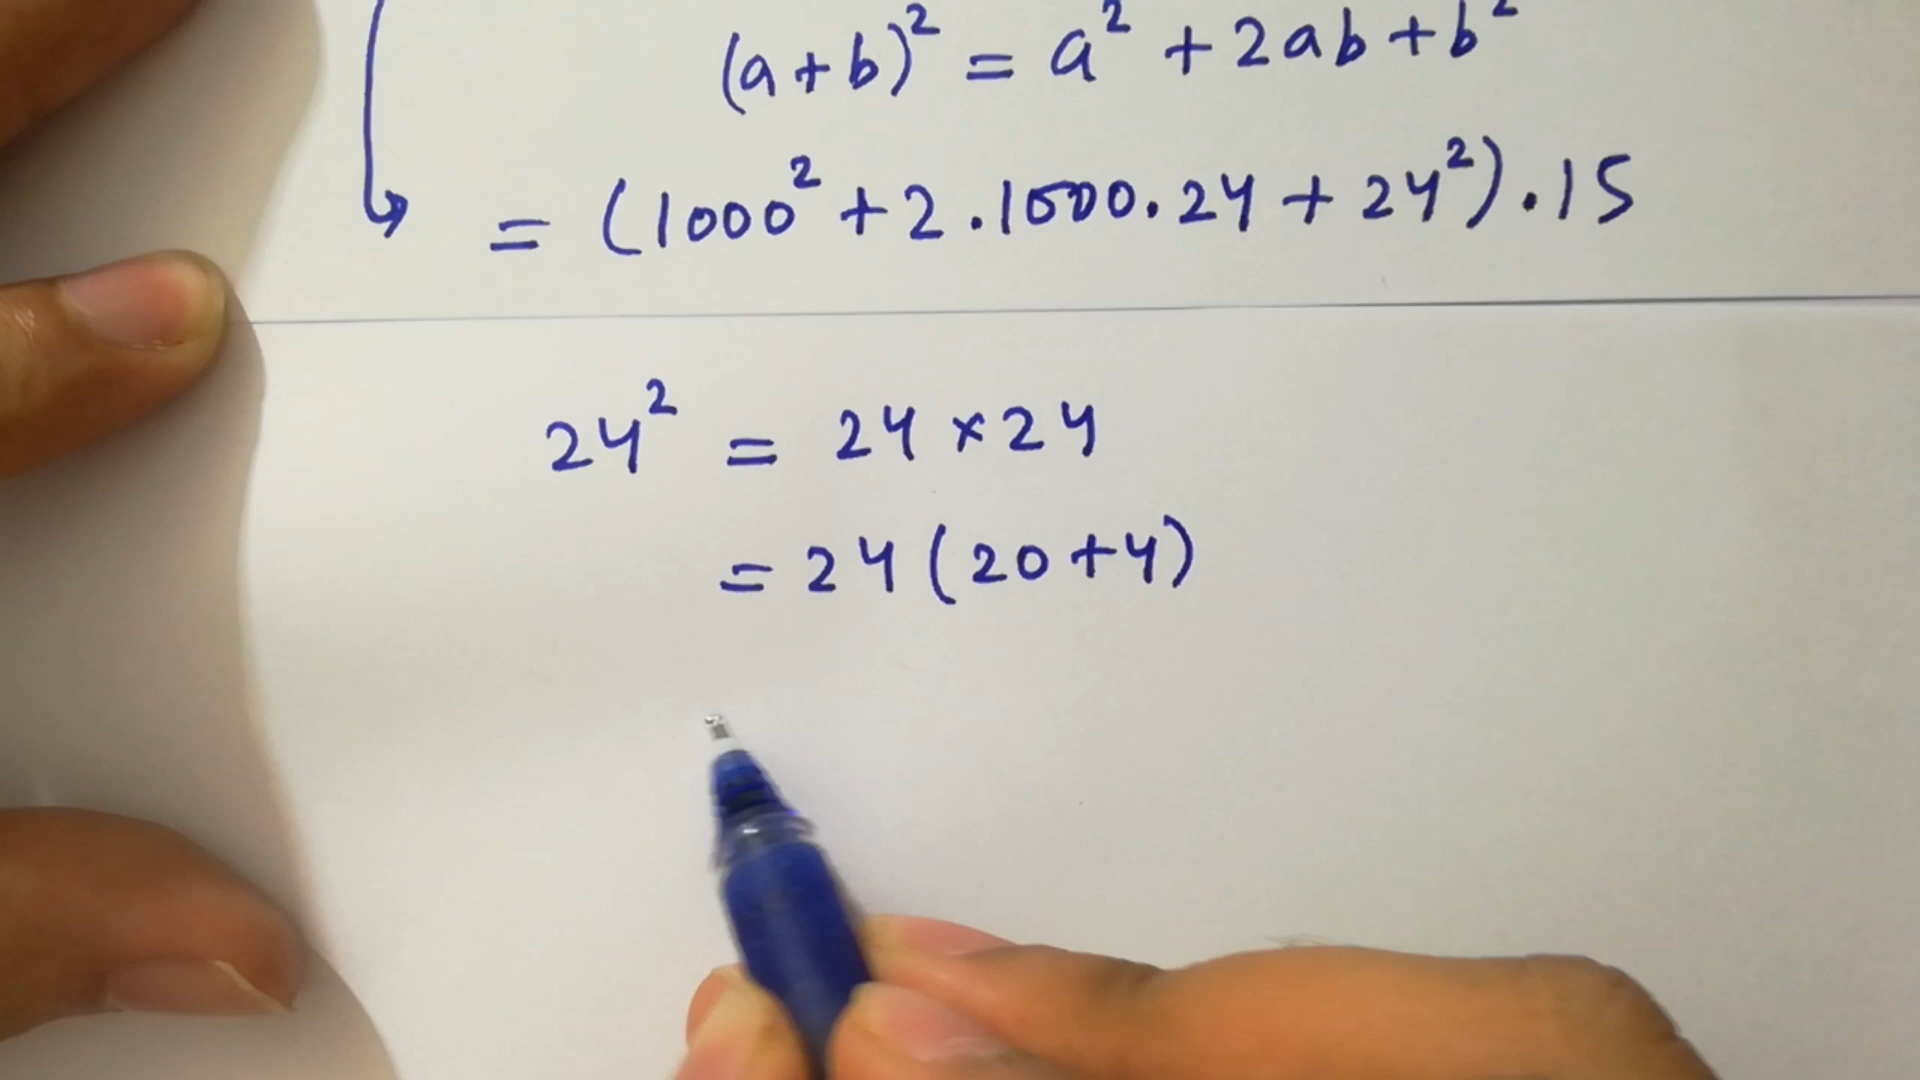 (a+b)² = a² + 2ab + b²
= (1000² + 2.1000.24 + 24²).15
24² = 24 × 24
= 24 (20+4)